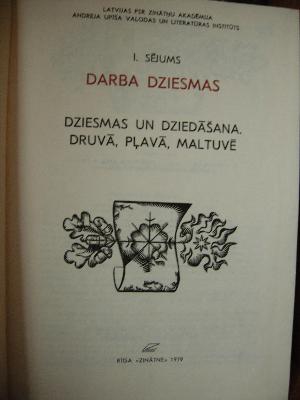 LATVIJAS PSR ZINĀTŅU AKADĒMIJA
ANDREJA UPĪŠA VALODAS UN LITERATŪRAS INSTITŪTS
I. SĒJUMS
DARBA DZIESMAS
DZIESMAS UN DZIEDĀŠANA.
DRUVĀ, PĻAVĀ, MALTUVĒ
RĪGA «ZINĀTNE» 1979